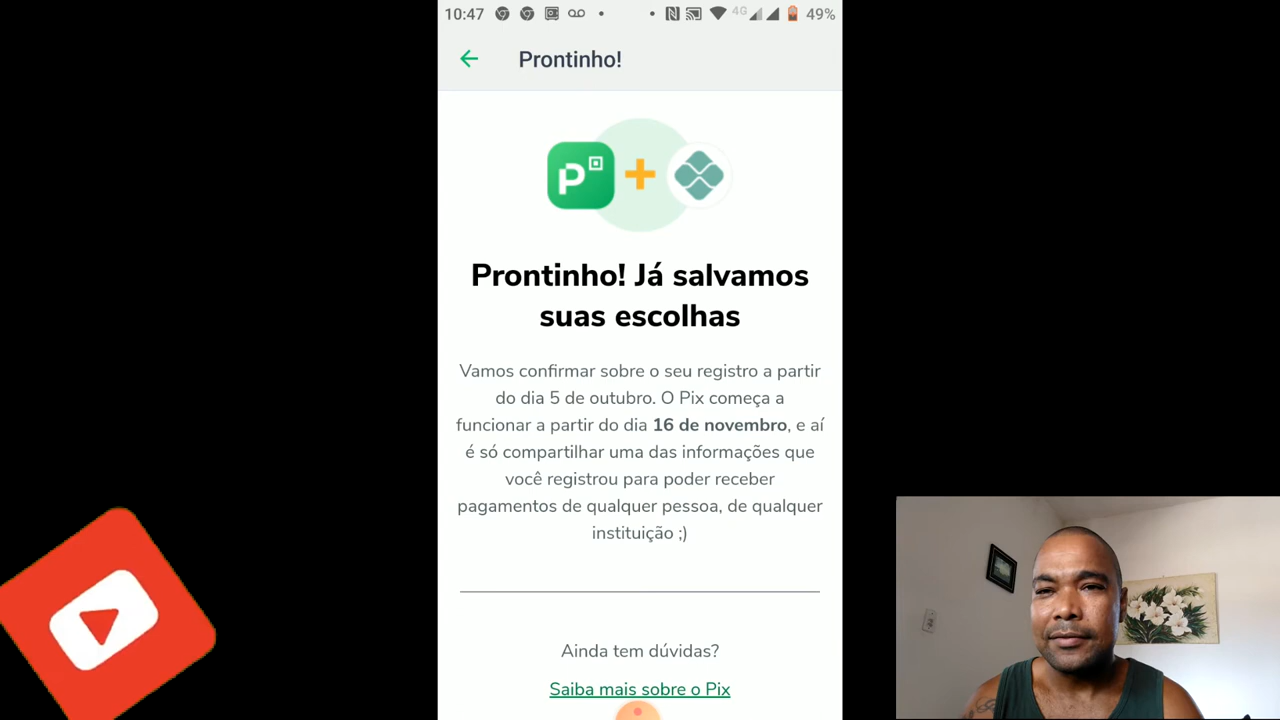 10:47
4G
49%
Prontinho!
P
Prontinho! Já salvamos
suas escolhas
Vamos confirmar sobre o seu registro a partir
do dia 5 de outubro. O Pix começa a
funcionar a partir do dia 16 de novembro, e aí
é só compartilhar uma das informações que
você registrou para poder receber
pagamentos de qualquer pessoa, de qualquer
instituição ;)
Ainda tem dúvidas?
Saiba mais sobre o Pix